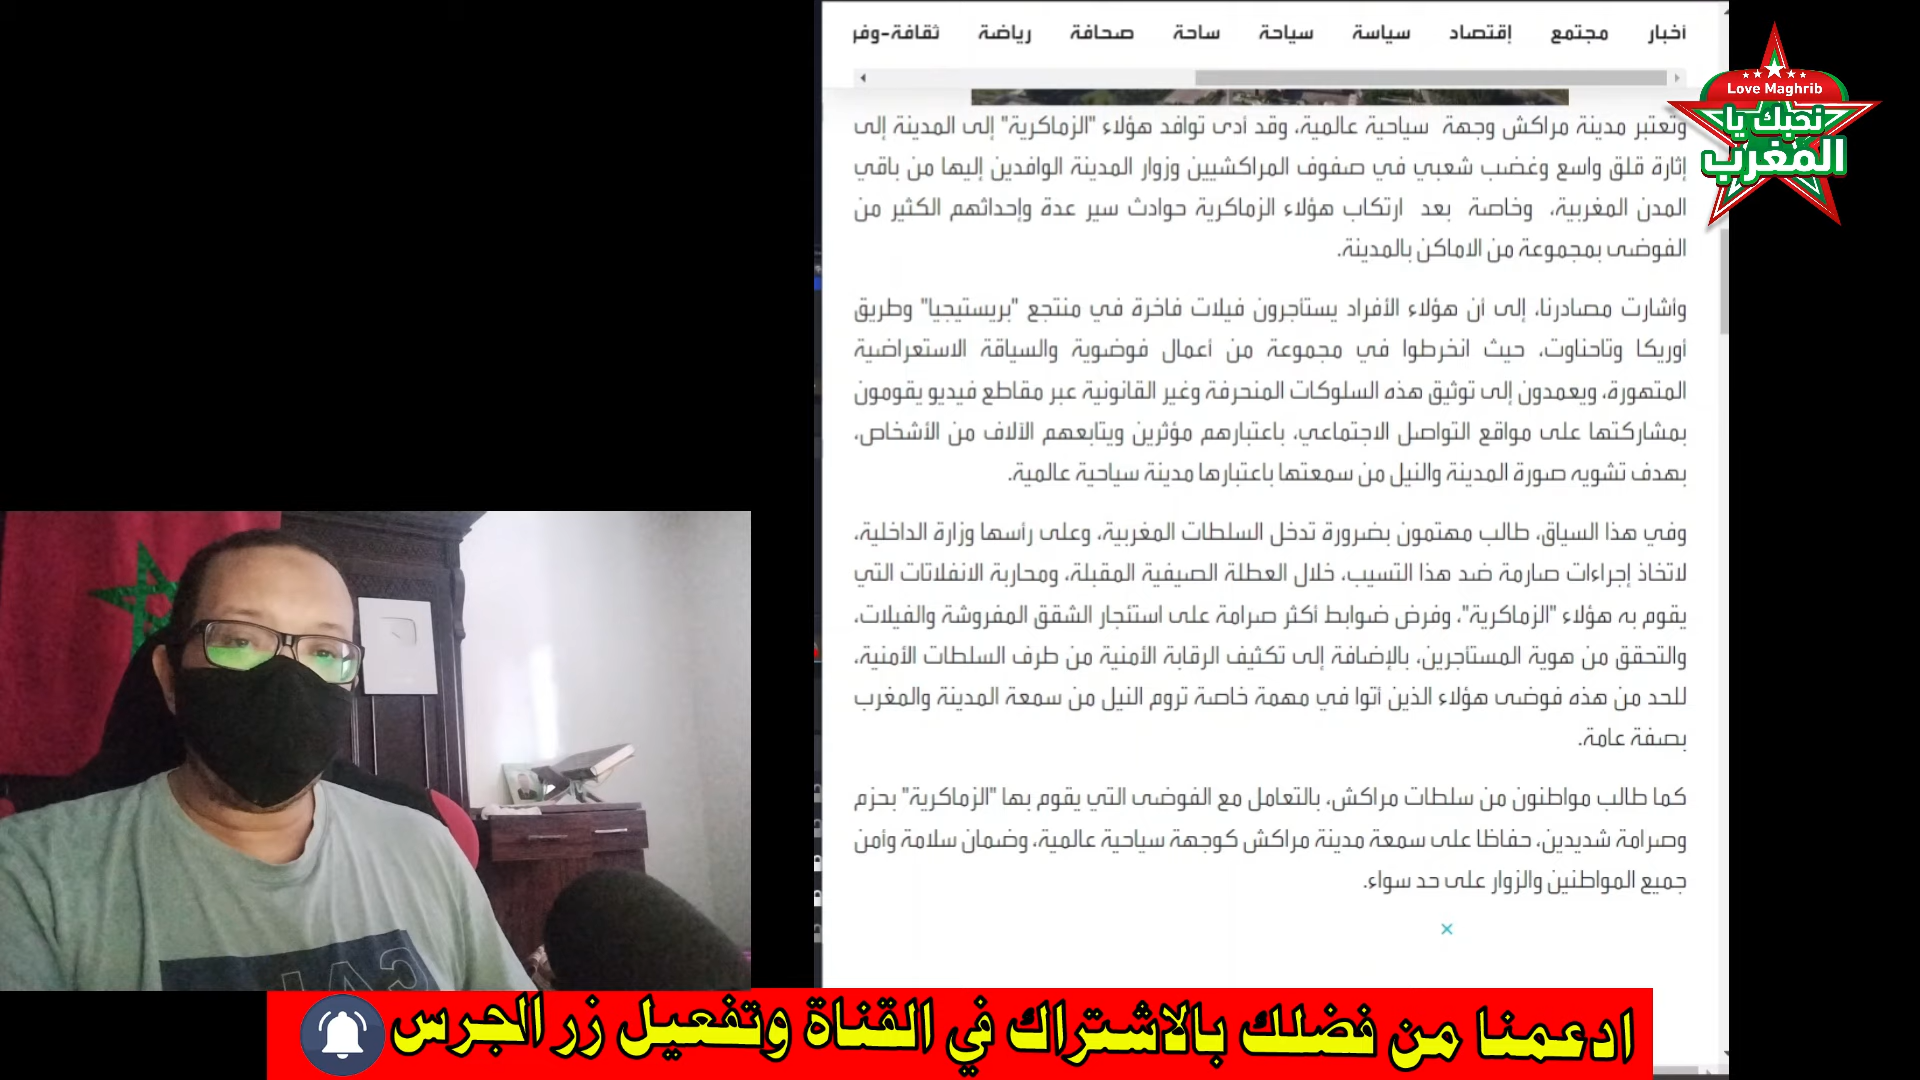 أخبار مجتمع إقتصاد سياسة سياحة ساحة صحافة رياضة ثقافة-وفر
Love Maghrib
نحبك يا
المغرب
وتعتبر مدينة مراكش وجهة سياحية عالمية، وقد أدى توافد هؤلاء "الزماكرية" إلى المدينة إلى
إثارة قلق واسع وغضب شعبي في صفوف المراكشيين وزوار المدينة الوافدين إليها من باقي
المدن المغربية، وخاصة بعد ارتكاب هؤلاء الزماكرية حوادث سير عدة وإحداثهم الكثير من
الفوضى بمجموعة من الاماكن بالمدينة.
وأشارت مصادرنا، إلى أن هؤلاء الأفراد يستأجرون فيلات فاخرة في منتجع "بريستيجيا" وطريق
أوريكا وتاحناوت، حيث انخرطوا في مجموعة من أعمال فوضوية والسياقة الاستعراضية
المتهورة، ويعمدون إلى توثيق هذه السلوكات المنحرفة وغير القانونية عبر مقاطع فيديو يقومون
بمشاركتها على مواقع التواصل الاجتماعي، باعتبارهم مؤثرين ويتابعهم الآلاف من الأشخاص،
بهدف تشويه صورة المدينة والنيل من سمعتها باعتبارها مدينة سياحية عالمية.
وفي هذا السياق، طالب مهتمون بضرورة تدخل السلطات المغربية، وعلى رأسها وزارة الداخلية،
لاتخاذ إجراءات صارمة ضد هذا التسيب، خلال العطلة الصيفية المقبلة، ومحاربة الانفلاتات التي
يقوم به هؤلاء "الزماكرية"، وفرض ضوابط أكثر صرامة على استئجار الشقق المفروشة والفيلات،
والتحقق من هوية المستأجرين، بالإضافة إلى تكثيف الرقابة الأمنية من طرف السلطات الأمنية،
للحد من هذه فوضى هؤلاء الذين أتوا في مهمة خاصة تروم النيل من سمعة المدينة والمغرب
بصفة عامة.
كما طالب مواطنون من سلطات مراكش، بالتعامل مع الفوضى التي يقوم بها "الزماكرية" بحزم
وصرامة شديدين، حفاظا على سمعة مدينة مراكش كوجهة سياحية عالمية، وضمان سلامة وأمن
جميع المواطنين والزوار على حد سواء.
ادعمنا من فضلك بالاشتراك في القناة وتفعيل زر الجرس